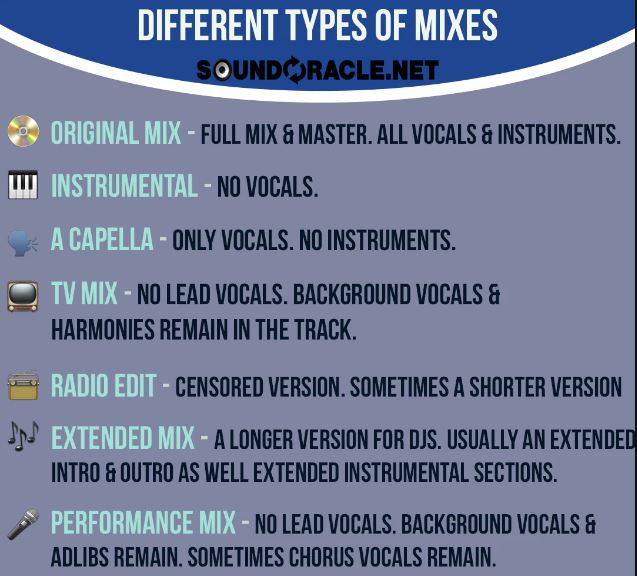 DIFFERENT TYPES OF MIXES
SOUNDORACLE.NET
ORIGINAL MIX - FULL MIX & MASTER. ALL VOCALS & INSTRUMENTS.
INSTRUMENTAL - NO VOCALS.
A CAPELLA - ONLY VOCALS. NO INSTRUMENTS.
TV MIX - NO LEAD VOCALS. BACKGROUND VOCALS &
HARMONIES REMAIN IN THE TRACK.
RADIO EDIT - CENSORED VERSION. SOMETIMES A SHORTER VERSION
EXTENDED MIX - A LONGER VERSION FOR DJS. USUALLY AN EXTENDED
INTRO & OUTRO AS WELL EXTENDED INSTRUMENTAL SECTIONS.
PERFORMANCE MIX - NO LEAD VOCALS. BACKGROUND VOCALS &
ADLIBS REMAIN. SOMETIMES CHORUS VOCALS REMAIN.